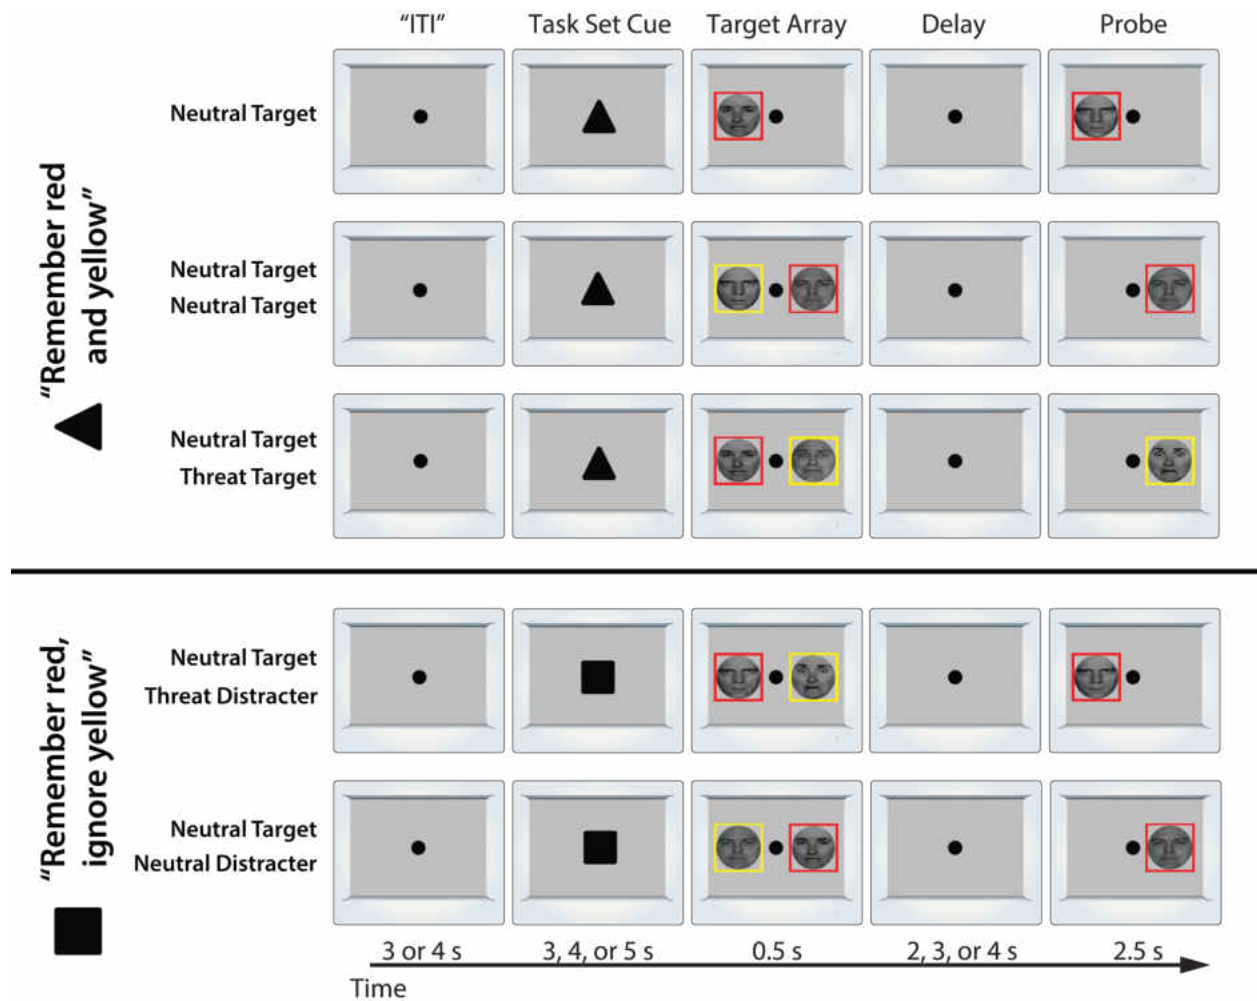 "ITI" Task Set Cue Target Array Delay Probe
"Remember red
and yellow"
Neutral Target
Neutral Target
Neutral Target
Neutral Target
Threat Target
"Remember red,
ignore yellow"
Neutral Target
Threat Distracter
Neutral Target
Neutral Distracter
3 or 4 s 3, 4, or 5 s 0.5 s 2, 3, or 4 s 2.5 s
Time